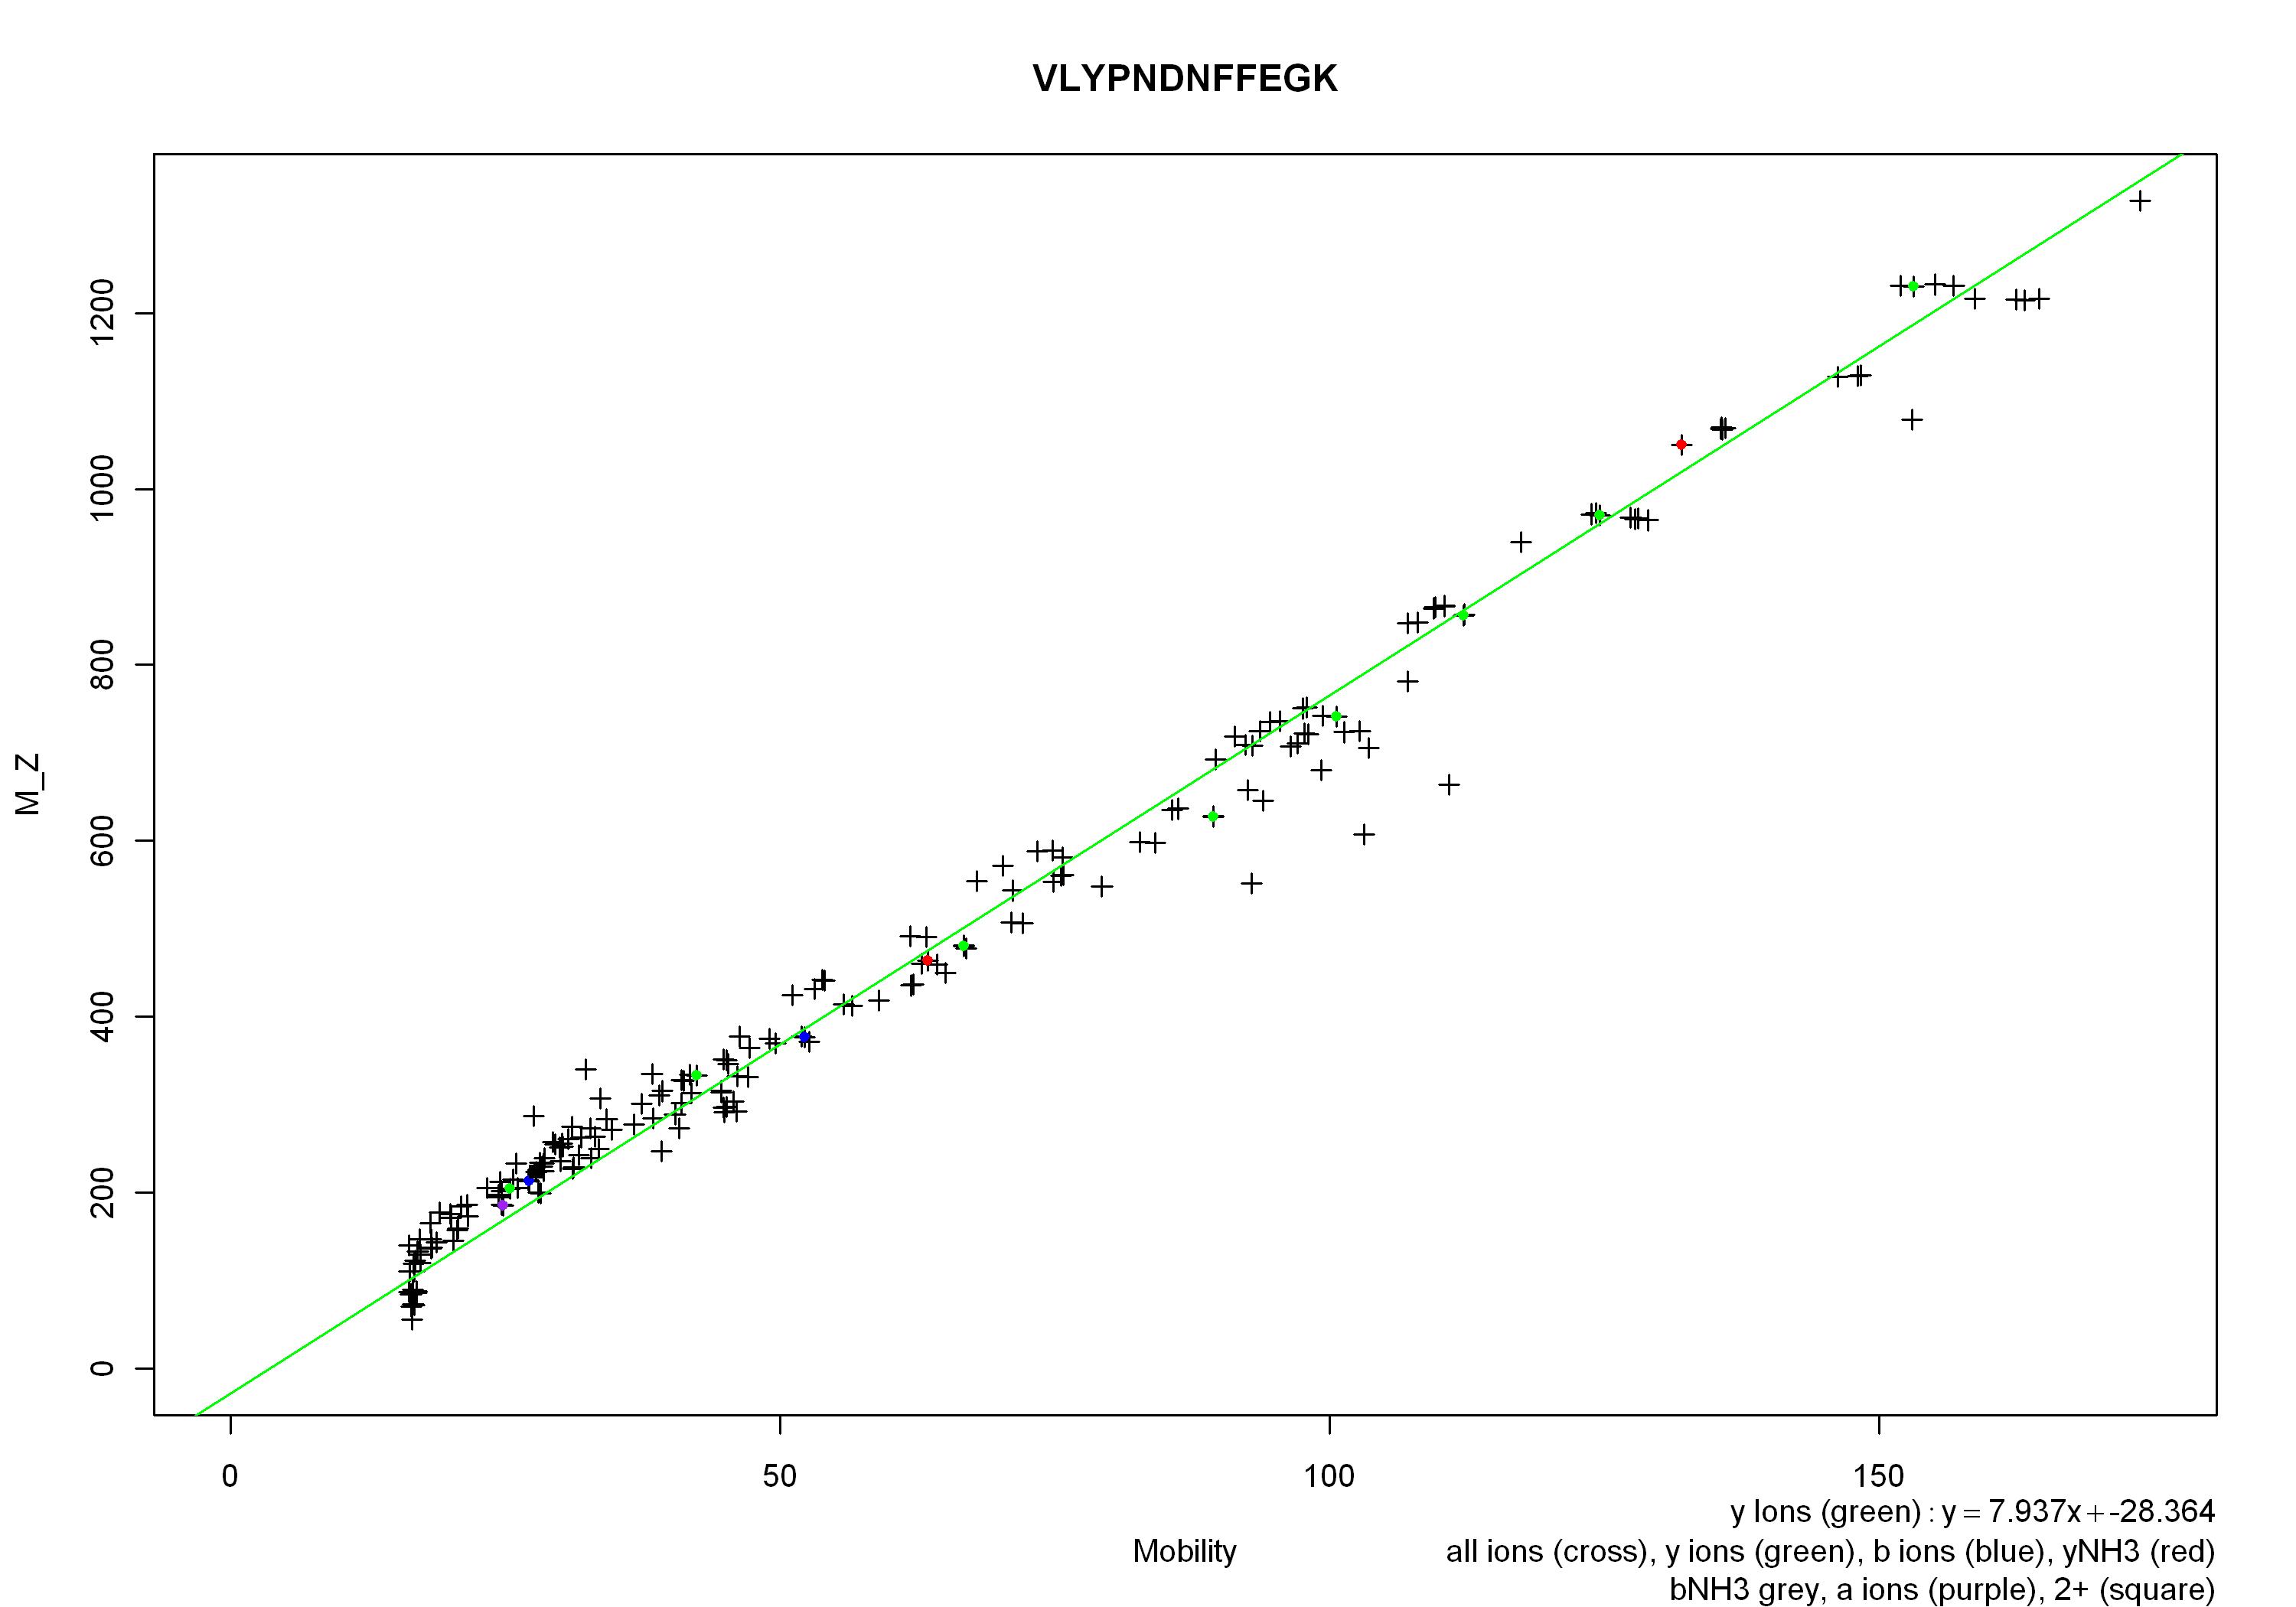 VLYPNDNFFEGK
M_Z
1200
1000
800
600
400
200
0
0 50 100 150
y Ions (green) : y = 7.937x + -28.364
Mobility
all ions (cross), y ions (green), b ions (blue), yNH3 (red)
bNH3 grey, a ions (purple), 2+ (square)